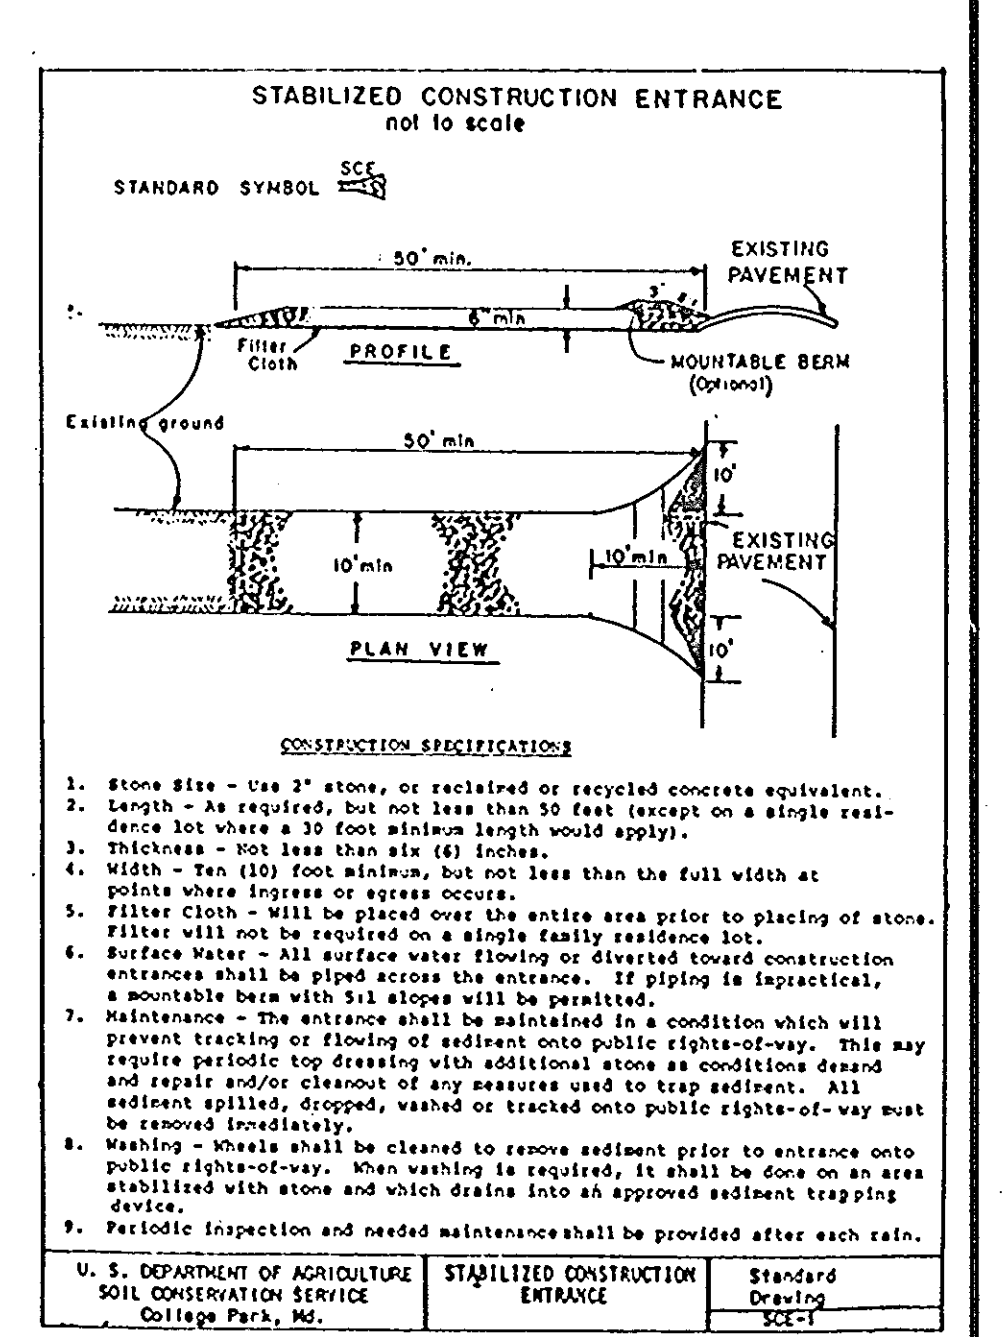 STABILIZED CONSTRUCTION ENTRANCE
not to scale
SCE
STANDARD SYMBOL
50' min.
EXISTING
PAVEMENT
3'
6" min
Filter
Cloth
PROFILE
MOUNTABLE BERM
(Optional)
Existing ground
50' min
10'
10' min
10' min
EXISTING
PAVEMENT
10'
PLAN VIEW
CONSTRUCTION SPECIFICATIONS
1. Stone Size - Use 2" stone, or reclaimed or recycled concrete equivalent.
2. Length - As required, but not less than 50 feet (except on a single resi-
dence lot where a 30 foot minimum length would apply).
3. Thickness - Not less than six (6) inches.
4. Width - Ten (10) foot minimum, but not less than the full width at
points where ingress or egress occurs.
5. Filter Cloth - Will be placed over the entire area prior to placing of stone.
Filter will not be required on a single family residence lot.
6. Surface Water - All surface water flowing or diverted toward construction
entrances shall be piped across the entrance. If piping is impractical,
a mountable berm with 5:1 slopes will be permitted.
7. Maintenance - The entrance shall be maintained in a condition which will
prevent tracking or flowing of sediment onto public rights-of-way. This may
require periodic top dressing with additional stone as conditions demand
and repair and/or cleanout of any measures used to trap sediment. All
sediment spilled, dropped, washed or tracked onto public rights-of-way must
be removed immediately.
8. Washing - Wheels shall be cleaned to remove sediment prior to entrance onto
public rights-of-way. When washing is required, it shall be done on an area
stabilized with stone and which drains into an approved sediment trapping
device.
9. Periodic inspection and needed maintenance shall be provided after each rain.
U. S. DEPARTMENT OF AGRICULTURE
SOIL CONSERVATION SERVICE
College Park, Md.
STABILIZED CONSTRUCTION
ENTRANCE
Standard
Drawing
SCE-1